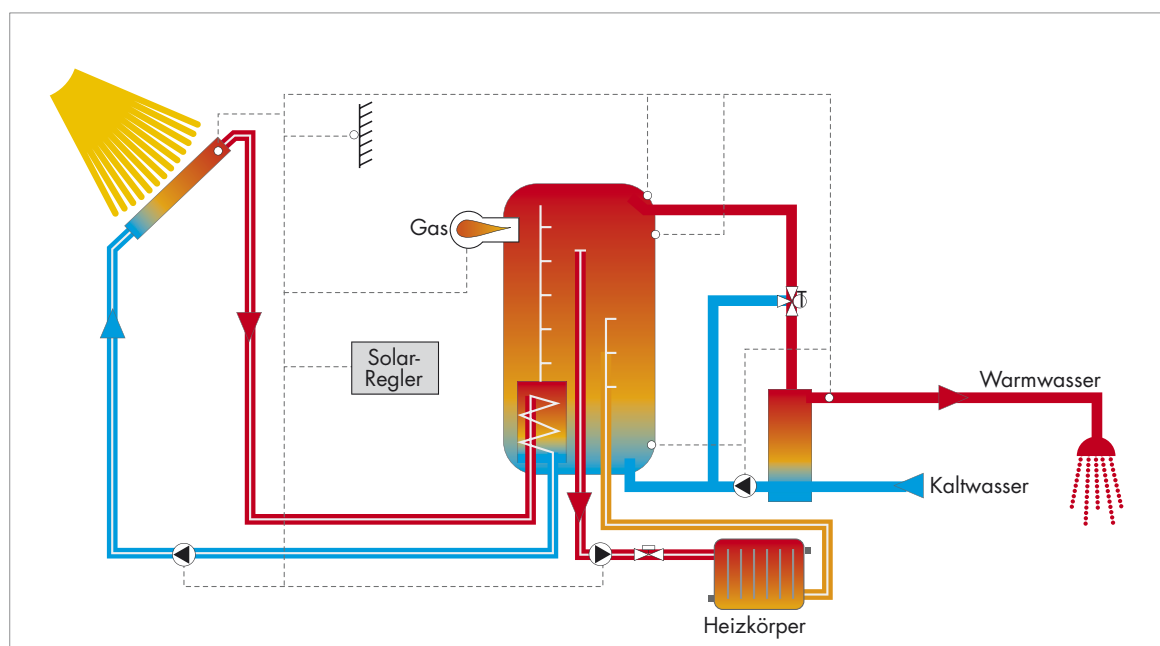 Gas
Solar-
Regler
Warmwasser
Kaltwasser
Heizkörper
T